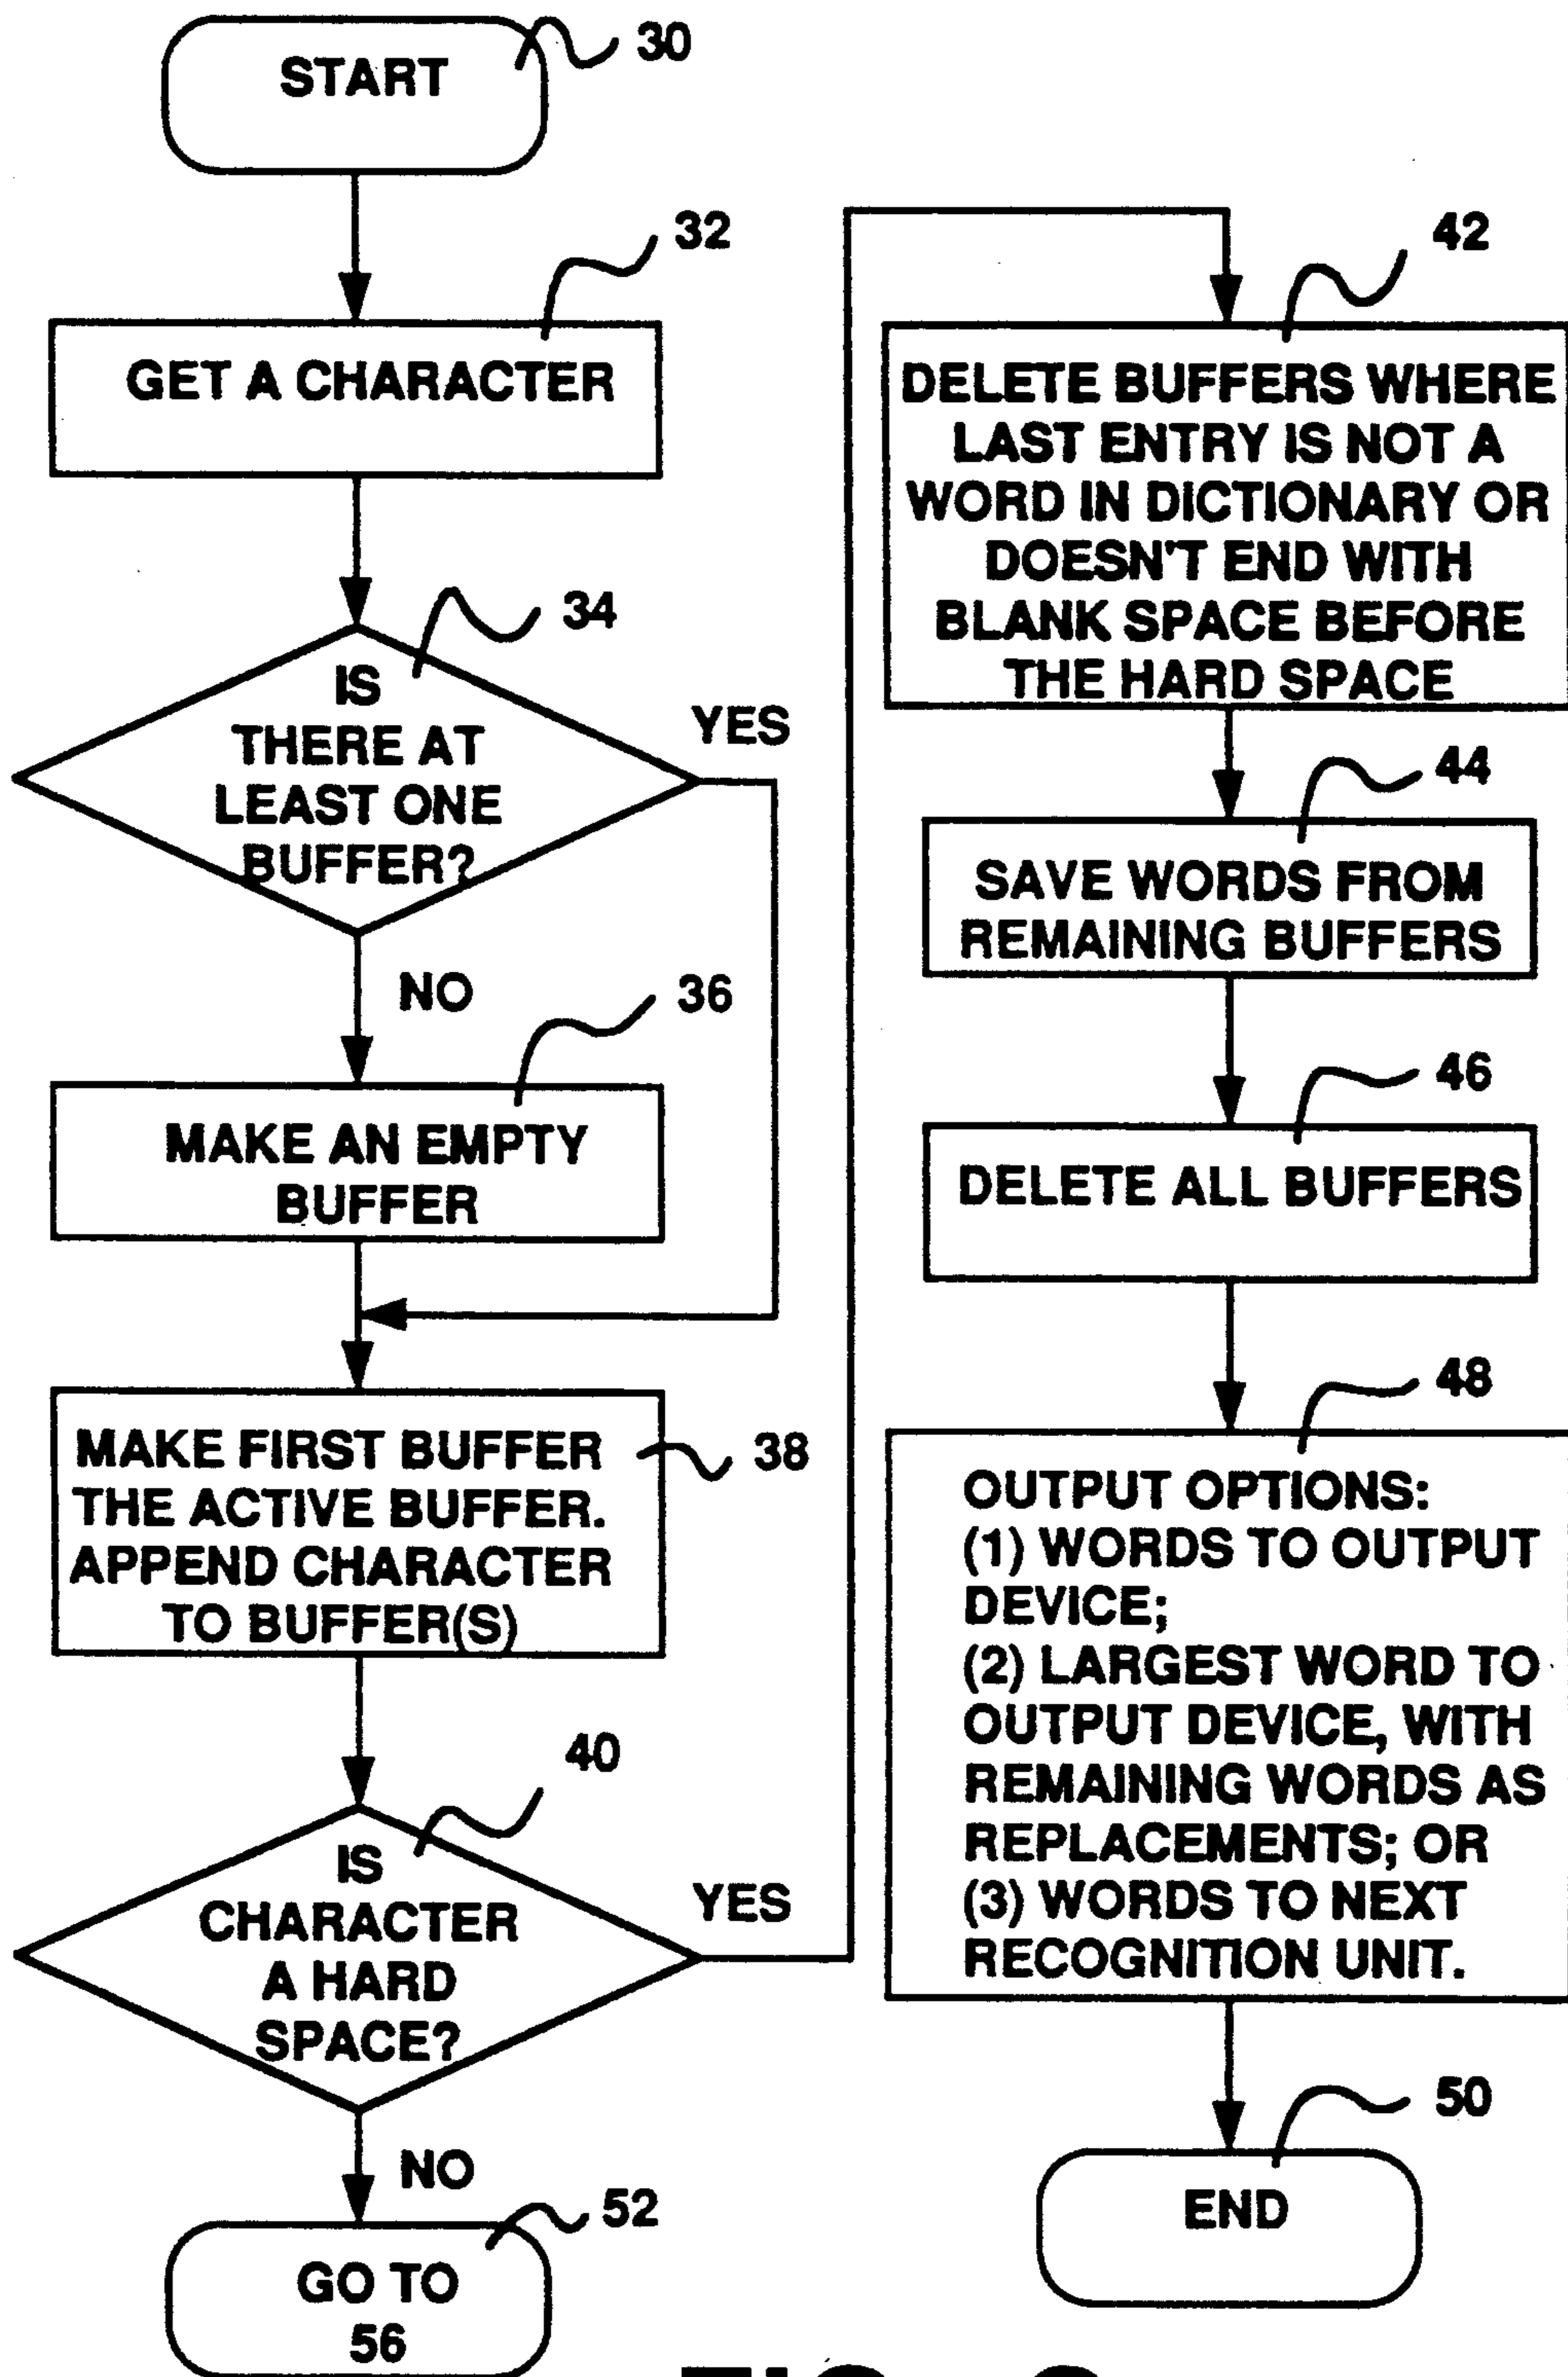 START
30
GET A CHARACTER
32
IS
THERE AT
LEAST ONE
BUFFER?
34
YES
NO
MAKE AN EMPTY
BUFFER
36
MAKE FIRST BUFFER
THE ACTIVE BUFFER.
APPEND CHARACTER
TO BUFFER(S)
38
IS
CHARACTER
A HARD
SPACE?
40
YES
NO
GO TO
56
52
DELETE BUFFERS WHERE
LAST ENTRY IS NOT A
WORD IN DICTIONARY OR
DOESN'T END WITH
BLANK SPACE BEFORE
THE HARD SPACE
42
SAVE WORDS FROM
REMAINING BUFFERS
44
DELETE ALL BUFFERS
46
OUTPUT OPTIONS:
(1) WORDS TO OUTPUT
DEVICE;
(2) LARGEST WORD TO
OUTPUT DEVICE, WITH
REMAINING WORDS AS
REPLACEMENTS; OR
(3) WORDS TO NEXT
RECOGNITION UNIT.
48
END
50